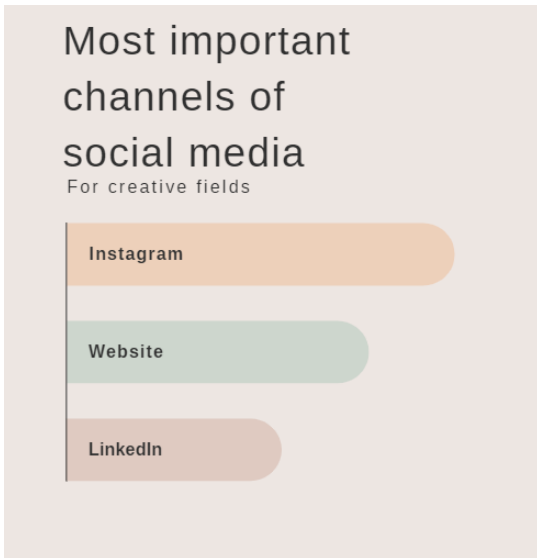 Most important
channels of
social media
For creative fields
Instagram
Website
LinkedIn